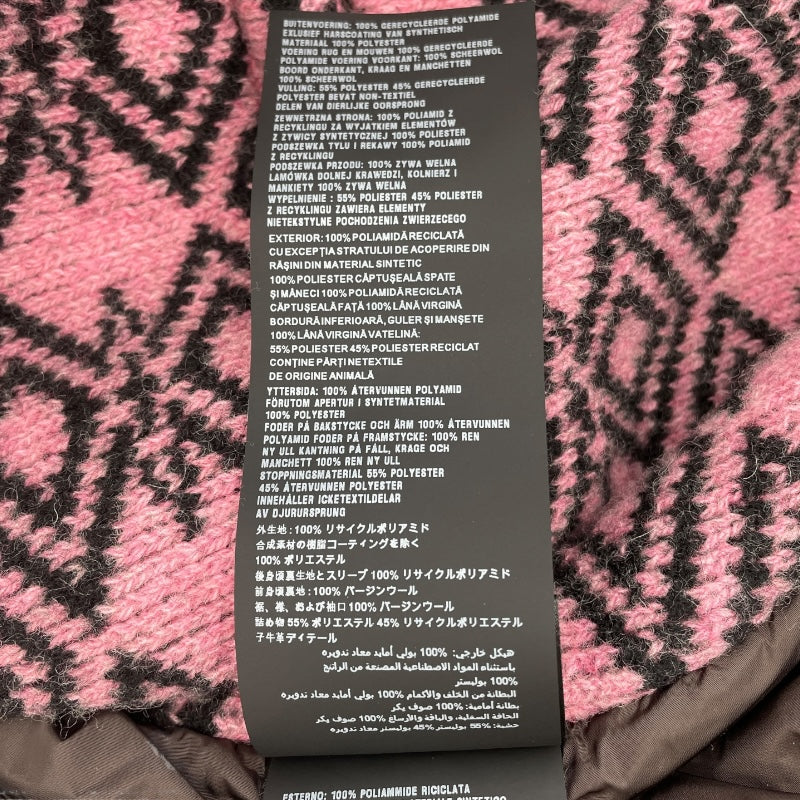 BUITENVOERING: 100% GERECYCLEERDE POLYAMIDE
EXLUSIEF HARSCOATING VAN SYNTHETISCH
MATERIAAL 100% POLYESTER
VOERING RUG EN MOUWEN 100% GERECYCLEERDE
POLYAMIDE VOERING VOORKANT: 100% SCHEERWOL
BOORD ONDERKANT, KRAAG EN MANCHETTEN
100% SCHEERWOL
VULLING: 55% POLYESTER 45% GERECYCLEERDE
POLYESTER BEVAT NON-TEXTIEL
DELEN VAN DIERLIJKE OORSPRONG
ZEWNETRZNA STRONA: 100% POLIAMID Z
RECYKLINGU ZA WYJATKIEM ELEMENTÓW
Z ZYWICY SYNTETYCZNEJ 100% POLIESTER
PODSZEWKA TYLU I REKAWY 100% POLIAMID
Z RECYKLINGU
PODSZEWKA PRZODU: 100% ZYWA WELNA
LAMÓWKA DOLNEJ KRAWEDZI, KOLNIERZ I
MANKIETY 100% ZYWA WELNA
WYPELNIENIE : 55% POLIESTER 45% POLIESTER
Z RECYKLINGU ZAWIERA ELEMENTY
NIETEKSTYLNE POCHODZENIA ZWIERZECEGO
EXTERIOR: 100% POLIAMIDĂ RECICLATĂ
CU EXCEPȚIA STRATULUI DE ACOPERIRE DIN
RĂȘINI DIN MATERIAL SINTETIC
100% POLIESTER CĂPTUȘEALĂ SPATE
ȘI MÂNECI 100% POLIAMIDĂ RECICLATĂ
CĂPTUȘEALĂ FAȚĂ 100% LÂNĂ VIRGINĂ
BORDURĂ INFERIOARĂ, GULER ȘI MANȘETE
100% LÂNĂ VIRGINĂ VATELINĂ:
55% POLIESTER 45% POLIESTER RECICLAT
CONȚINE PĂRȚI NETEXTILE
DE ORIGINE ANIMALĂ
YTTERSIDA: 100% ÅTERVUNNEN POLYAMID
FÖRUTOM APERTUR I SYNTETMATERIAL
100% POLYESTER
FODER PÅ BAKSTYCKE OCH ÄRM 100% ÅTERVUNNEN
POLYAMID FODER PÅ FRAMSTYCKE: 100% REN
NY ULL KANTNING PÅ FÅLL, KRAGE OCH
MANCHETT 100% REN NY ULL
STOPPNINGSMATERIAL 55% POLYESTER
45% ÅTERVUNNEN POLYESTER
INNEHÅLLER ICKETEXTILDELAR
AV DJURURSPRUNG
外生地 : 100% リサイクルポリアミド
合成素材の樹脂コーティングを除く
100% ポリエステル
後身頃裏生地とスリーブ 100% リサイクルポリアミド
前身頃裏地 : 100% バージンウール
裾、襟、および袖口 100% バージンウール
詰め物 55% ポリエステル 45% リサイクルポリエステル
子牛革ディテール
هيكل خارجي: 100% بولي أمايد معاد تدويره
باستثناء المواد الاصطناعية المصنعة من الراتنج
100% بوليستر
البطانة من الخلف والأكمام 100% بولي أمايد معاد تدويره
بطانة أمامية: 100% صوف بكر
الحافة السفلية، والياقة والأرساغ 100% صوف بكر
حشية: 55% بوليستر 45% بوليستر معاد تدويره
ESTERNO: 100% POLIAMMIDE RICICLATA